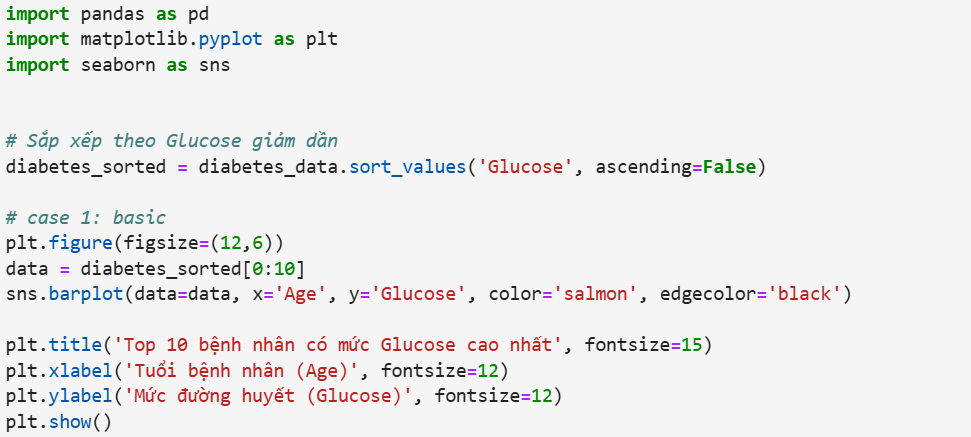 import pandas as pd
import matplotlib.pyplot as plt
import seaborn as sns
# Sắp xếp theo Glucose giảm dần
diabetes_sorted = diabetes_data.sort_values('Glucose', ascending=False)
# case 1: basic
plt.figure(figsize=(12,6))
data = diabetes_sorted[0:10]
sns.barplot(data=data, x='Age', y='Glucose', color='salmon', edgecolor='black')
plt.title('Top 10 bệnh nhân có mức Glucose cao nhất', fontsize=15)
plt.xlabel('Tuổi bệnh nhân (Age)', fontsize=12)
plt.ylabel('Mức đường huyết (Glucose)', fontsize=12)
plt.show()